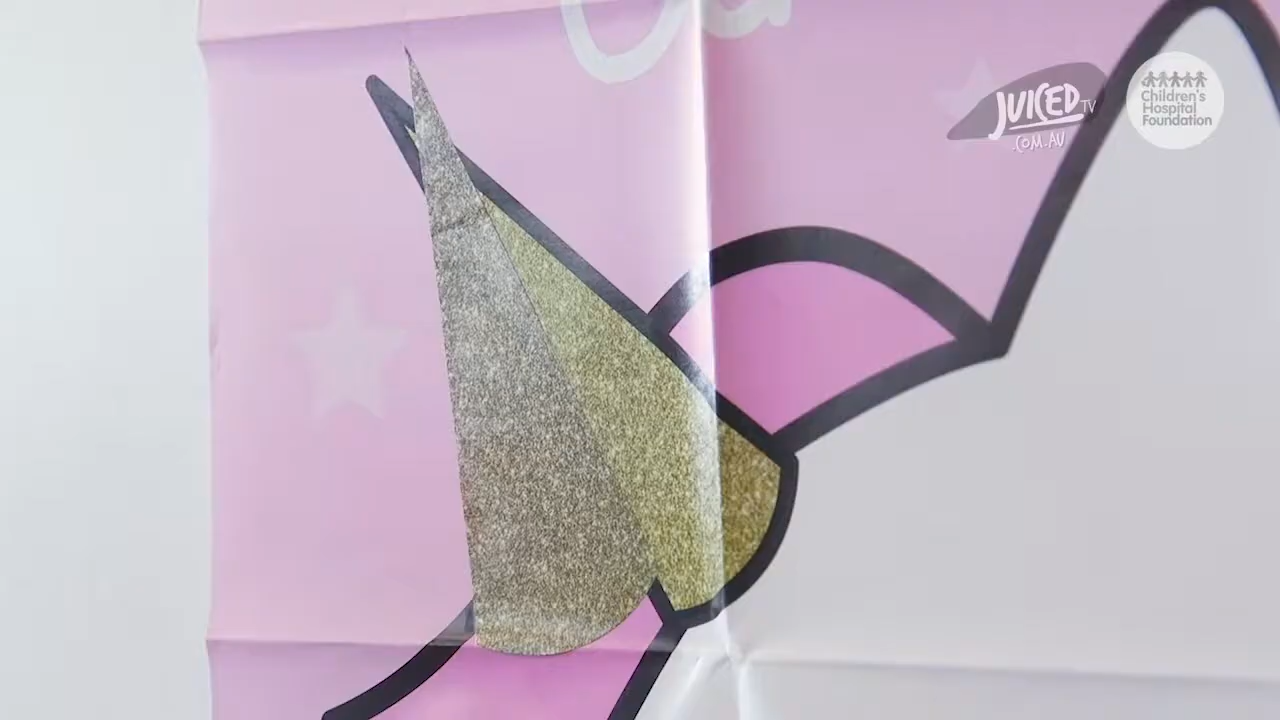 JUICED TV
.COM.AU
Children's
Hospital
Foundation